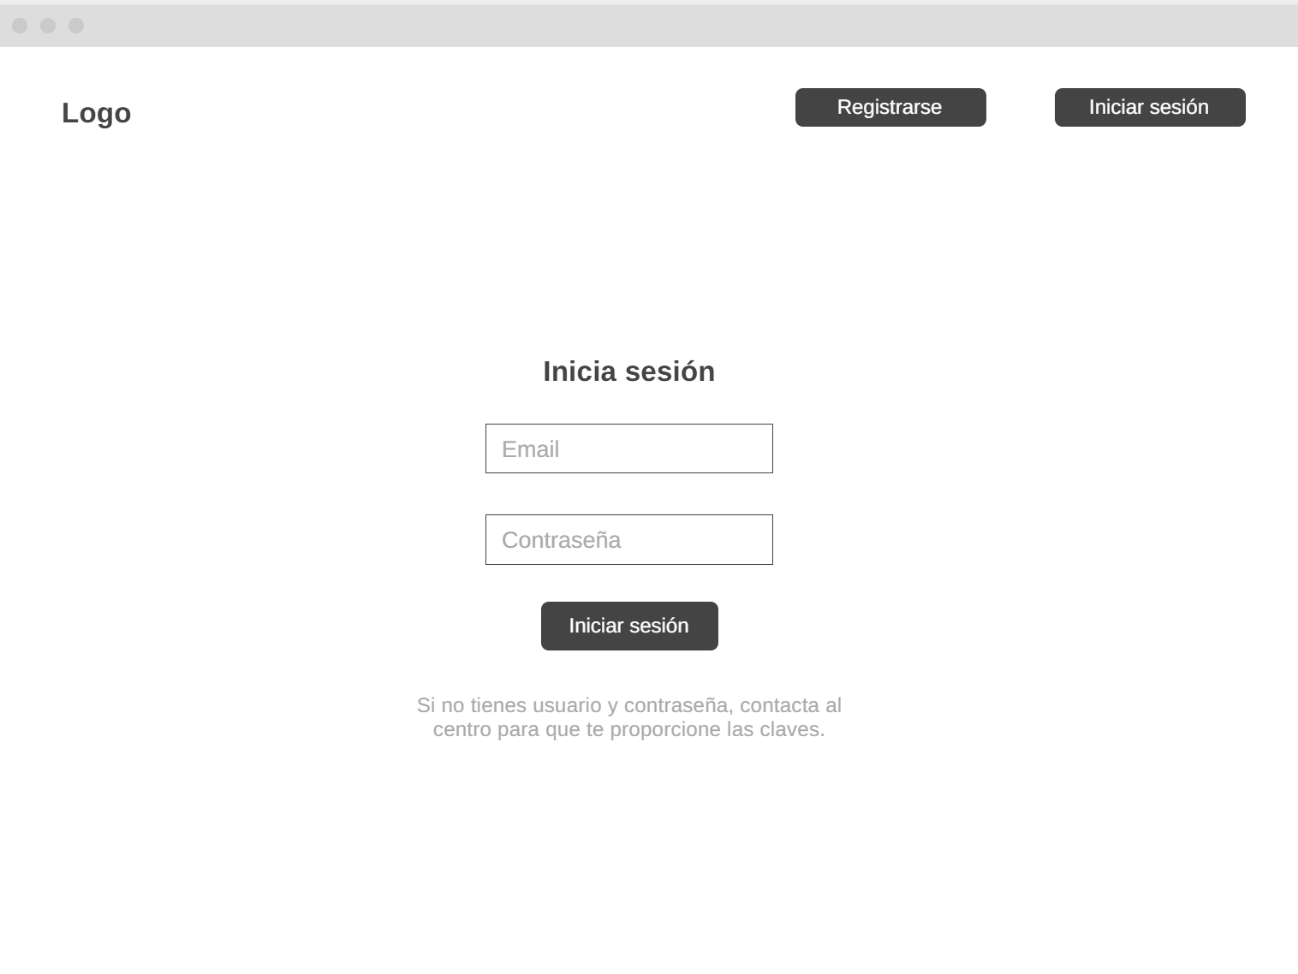 Logo
Registrarse
Iniciar sesión
Inicia sesión
Email
Contraseña
Iniciar sesión
Si no tienes usuario y contraseña, contacta al
centro para que te proporcione las claves.